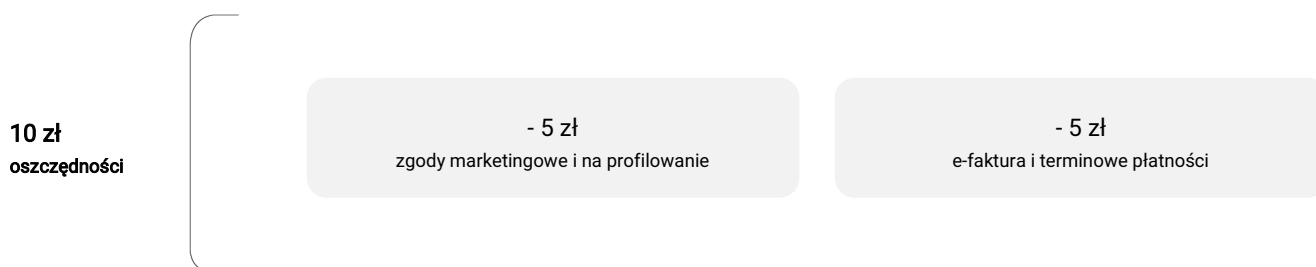 10 zł
oszczędności
- 5 zł
zgody marketingowe i na profilowanie
- 5 zł
e-faktura i terminowe płatności